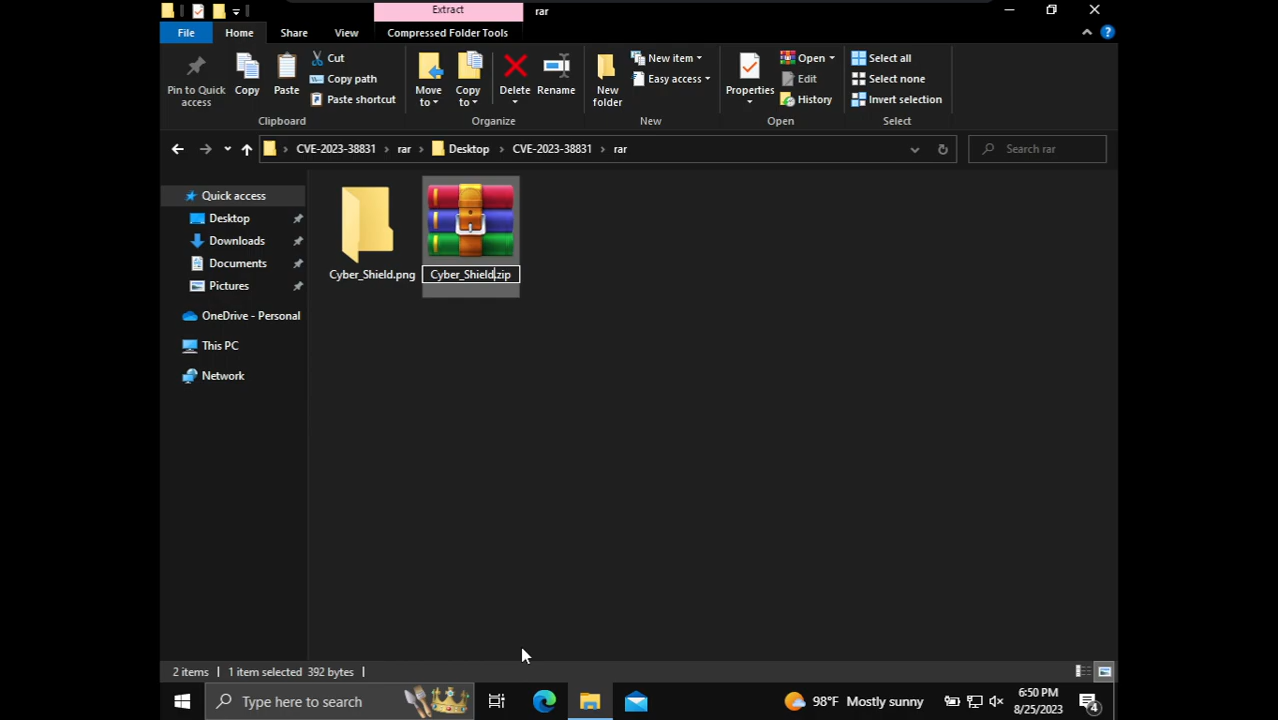 Extract
rar
File
Home
Share
View
Compressed Folder Tools
Pin to Quick
access
Copy
Paste
Cut
Copy path
Paste shortcut
Clipboard
Move
to
Copy
to
Delete
Rename
Organize
New
folder
New item
Easy access
New
Properties
Open
Edit
History
Open
Select all
Select none
Invert selection
Select
CVE-2023-38831 › rar › Desktop › CVE-2023-38831 › rar
Search rar
Quick access
Desktop
Downloads
Documents
Pictures
OneDrive - Personal
This PC
Network
Cyber_Shield.png
Cyber_Shield.zip
2 items
1 item selected 392 bytes
Type here to search
98°F Mostly sunny
6:50 PM
8/25/2023
4